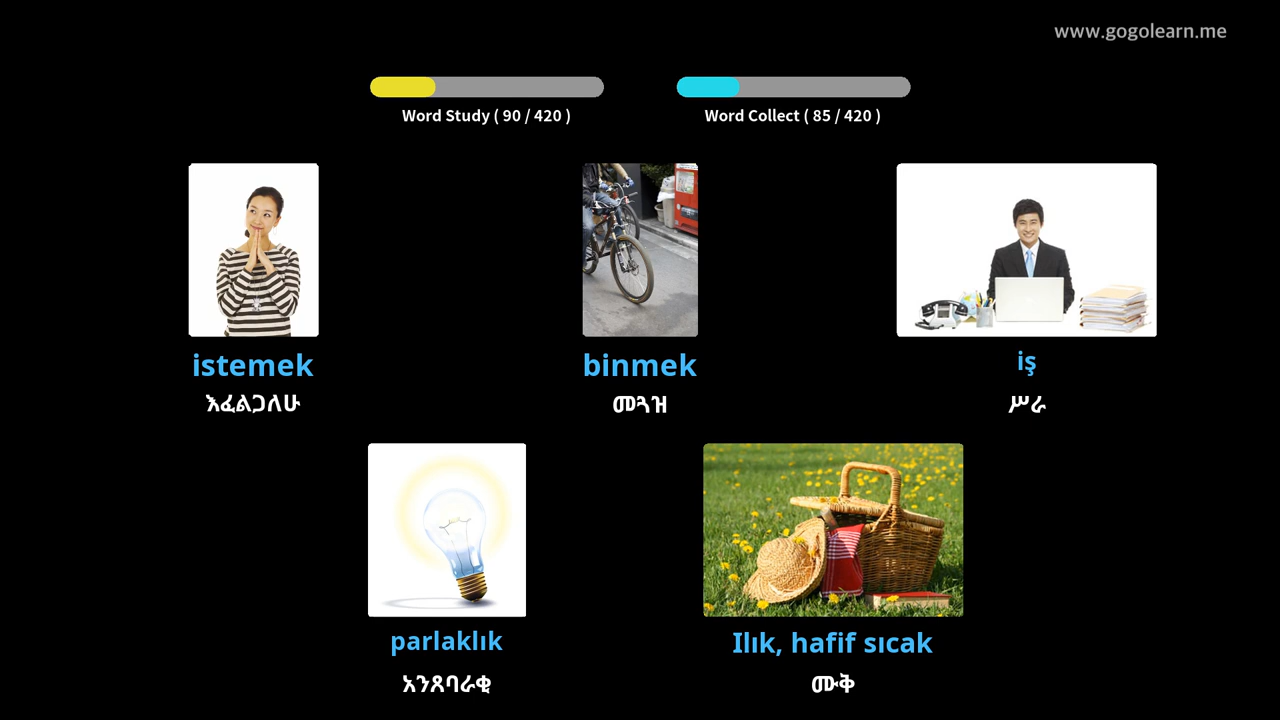 www.gogolearn.me
Word Study ( 90 / 420 )
Word Collect ( 85 / 420 )
istemek
እፈልጋለሁ
binmek
መጓዝ
iş
ሥራ
parlaklık
አንጸባራቂ
Ilık, hafif sıcak
ሙቅ